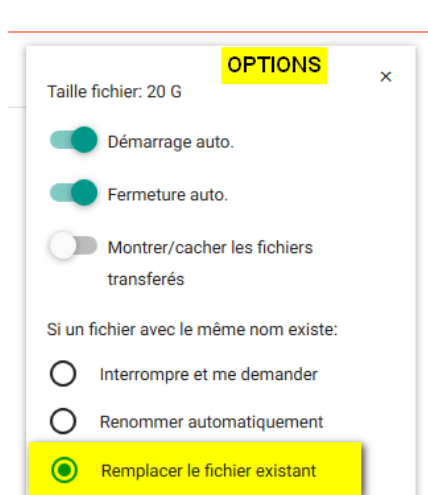 OPTIONS
×
Taille fichier: 20 G
Démarrage auto.
Fermeture auto.
Montrer/cacher les fichiers
transferés
Si un fichier avec le même nom existe:
Interrompre et me demander
Renommer automatiquement
Remplacer le fichier existant